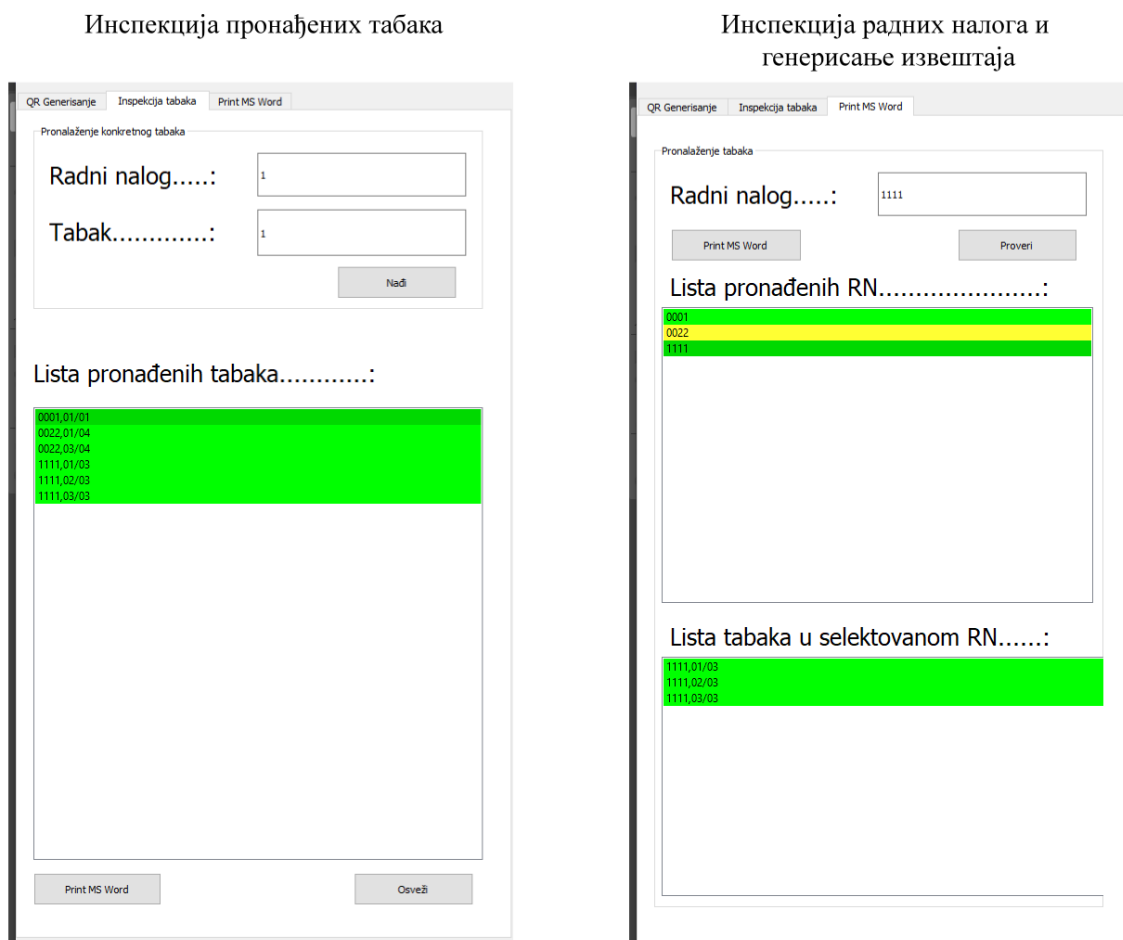 Инспекција пронађених табака
QR Generisanje
Inspekcija tabaka
Print MS Word
Pronalaženje konkretnog tabaka
Radni nalog.....:
1
Tabak.............:
1
Nađi
Lista pronađenih tabaka............:
0001,01/01
0022,01/04
0022,03/04
1111,01/03
1111,02/03
1111,03/03
Print MS Word
Osveži
Инспекција радних налога и
генерисање извештаја
QR Generisanje
Inspekcija tabaka
Print MS Word
Pronalaženje tabaka
Radni nalog.....:
1111
Print MS Word
Proveri
Lista pronađenih RN......................:
0001
0022
1111
Lista tabaka u selektovanom RN......:
1111,01/03
1111,02/03
1111,03/03